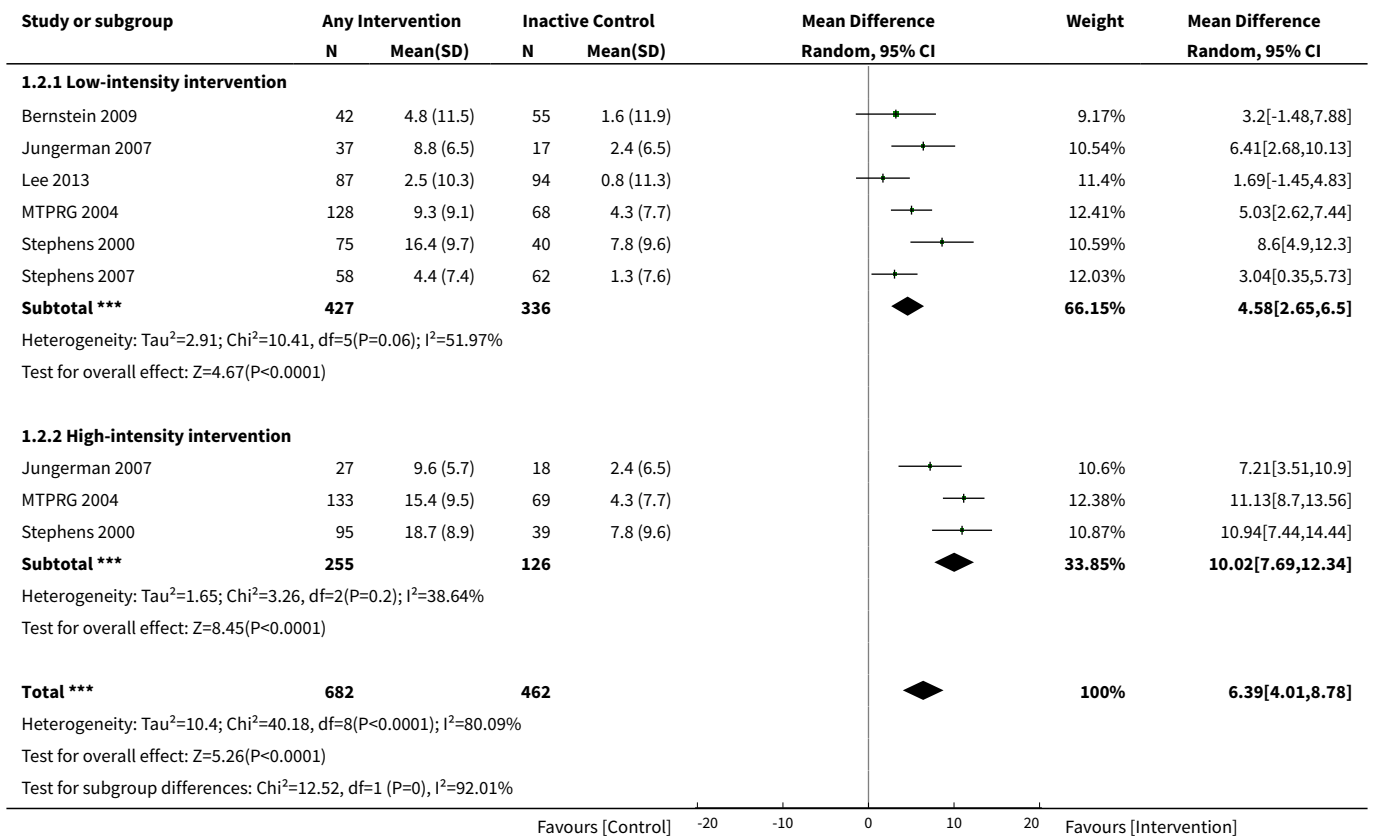 Study or subgroup Any Intervention Inactive Control Mean Difference Weight Mean Difference
N Mean(SD) N Mean(SD) Random, 95% CI Random, 95% CI
1.2.1 Low-intensity intervention
Bernstein 2009 42 4.8 (11.5) 55 1.6 (11.9) 9.17% 3.2[-1.48,7.88]
Jungerman 2007 37 8.8 (6.5) 17 2.4 (6.5) 10.54% 6.41[2.68,10.13]
Lee 2013 87 2.5 (10.3) 94 0.8 (11.3) 11.4% 1.69[-1.45,4.83]
MTPRG 2004 128 9.3 (9.1) 68 4.3 (7.7) 12.41% 5.03[2.62,7.44]
Stephens 2000 75 16.4 (9.7) 40 7.8 (9.6) 10.59% 8.6[4.9,12.3]
Stephens 2007 58 4.4 (7.4) 62 1.3 (7.6) 12.03% 3.04[0.35,5.73]
Subtotal *** 427 336 66.15% 4.58[2.65,6.5]
Heterogeneity: Tau²=2.91; Chi²=10.41, df=5(P=0.06); I²=51.97%
Test for overall effect: Z=4.67(P<0.0001)
1.2.2 High-intensity intervention
Jungerman 2007 27 9.6 (5.7) 18 2.4 (6.5) 10.6% 7.21[3.51,10.9]
MTPRG 2004 133 15.4 (9.5) 69 4.3 (7.7) 12.38% 11.13[8.7,13.56]
Stephens 2000 95 18.7 (8.9) 39 7.8 (9.6) 10.87% 10.94[7.44,14.44]
Subtotal *** 255 126 33.85% 10.02[7.69,12.34]
Heterogeneity: Tau²=1.65; Chi²=3.26, df=2(P=0.2); I²=38.64%
Test for overall effect: Z=8.45(P<0.0001)
Total *** 682 462 100% 6.39[4.01,8.78]
Heterogeneity: Tau²=10.4; Chi²=40.18, df=8(P<0.0001); I²=80.09%
Test for overall effect: Z=5.26(P<0.0001)
Test for subgroup differences: Chi²=12.52, df=1 (P=0), I²=92.01%
Favours [Control] -20 -10 0 10 20 Favours [Intervention]